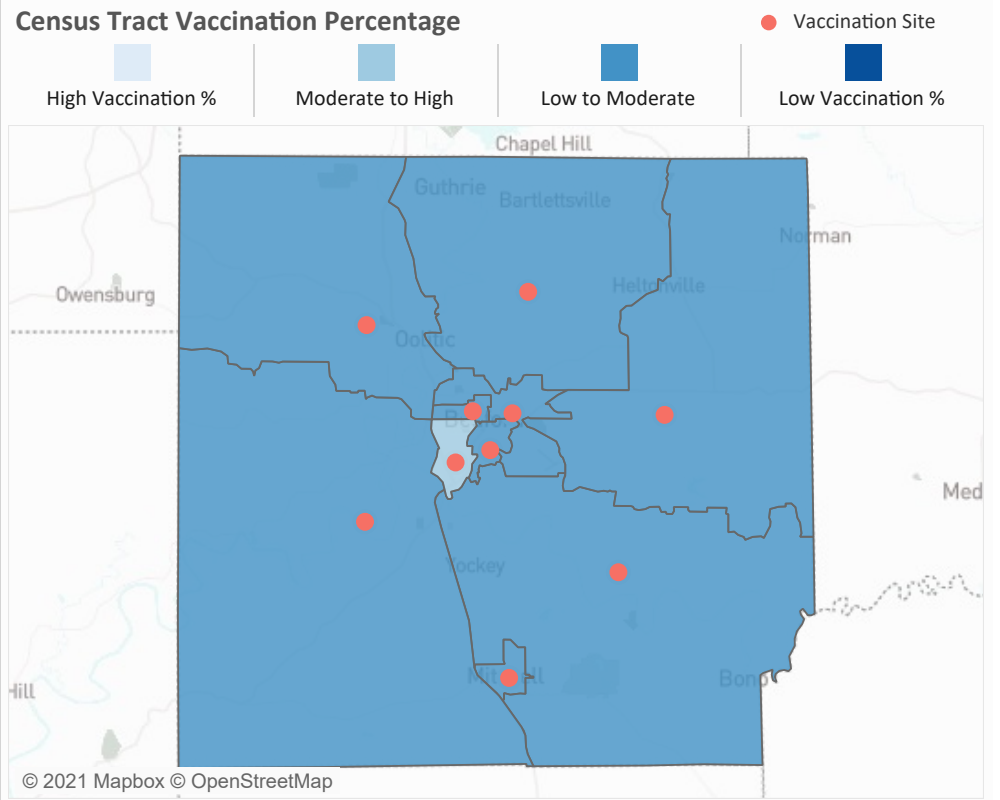 Census Tract Vaccination Percentage
Vaccination Site
High Vaccination %
Moderate to High
Low to Moderate
Low Vaccination %
Chapel Hill
Guthrie
Bartlettsville
Norman
Heltonville
Owensburg
Oolitic
Med
Yockey
Hill
Bono
© 2021 Mapbox © OpenStreetMap